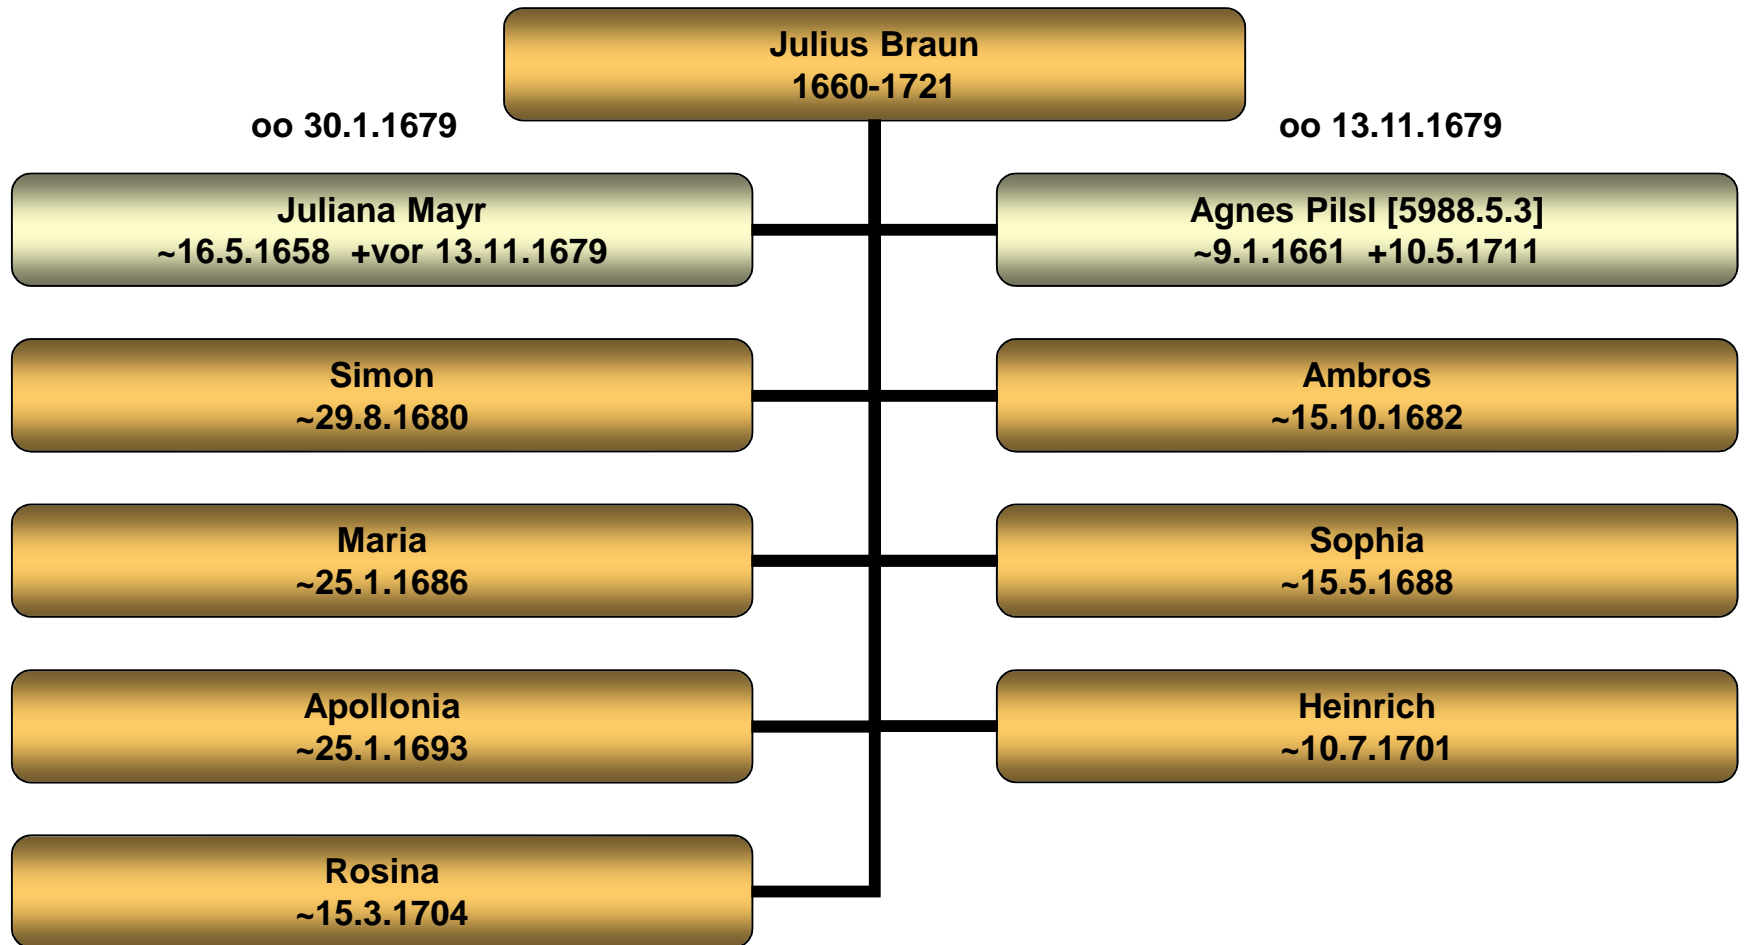 Julius Braun
1660-1721
oo 30.1.1679
oo 13.11.1679
Juliana Mayr
~16.5.1658  +vor 13.11.1679
Agnes Pilsl [5988.5.3]
~9.1.1661  +10.5.1711
Simon
~29.8.1680
Ambros
~15.10.1682
Maria
~25.1.1686
Sophia
~15.5.1688
Apollonia
~25.1.1693
Heinrich
~10.7.1701
Rosina
~15.3.1704